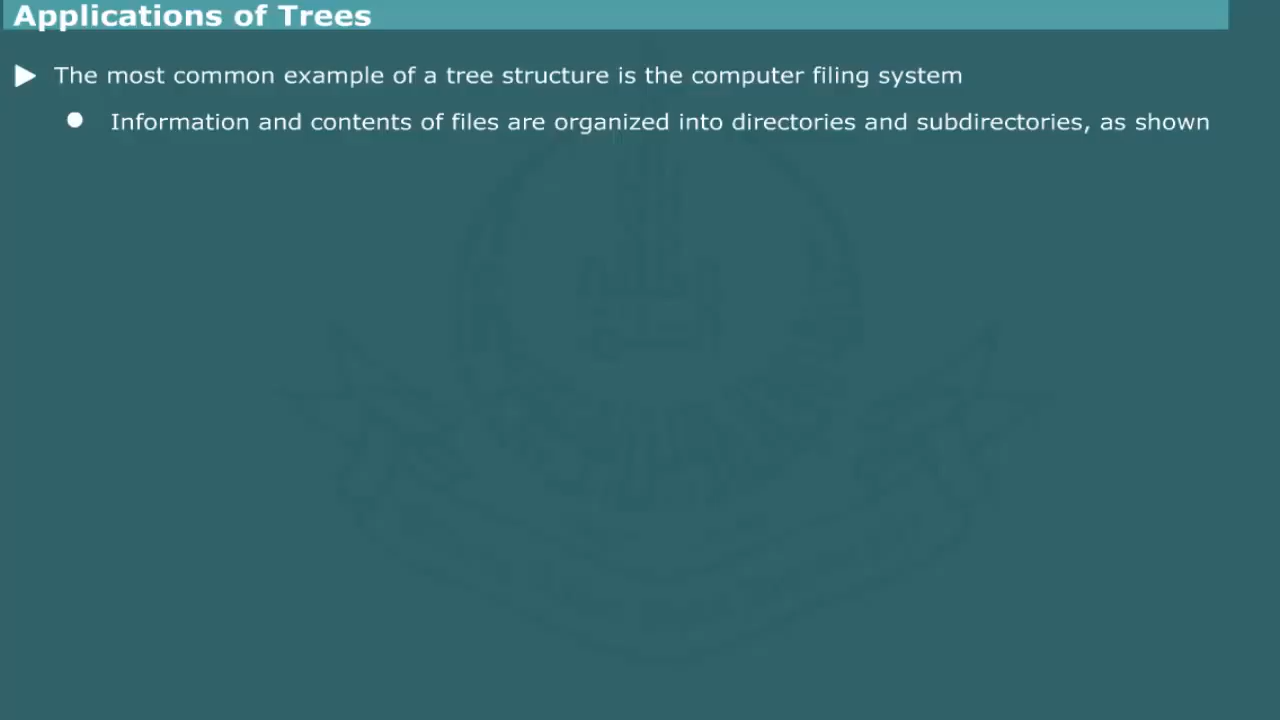 Applications of Trees
The most common example of a tree structure is the computer filing system
Information and contents of files are organized into directories and subdirectories, as shown